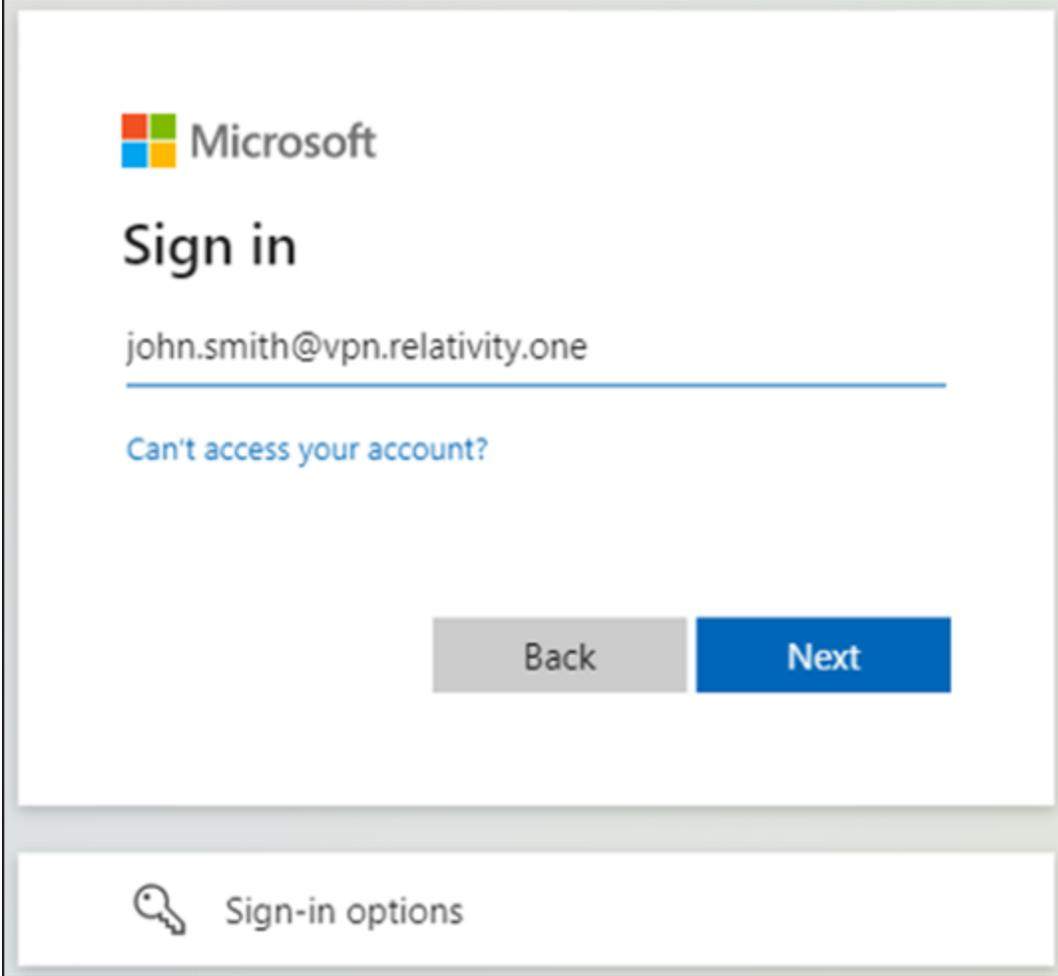 Microsoft
Sign in
john.smith@vpn.relativity.one
Can't access your account?
Back Next
Sign-in options